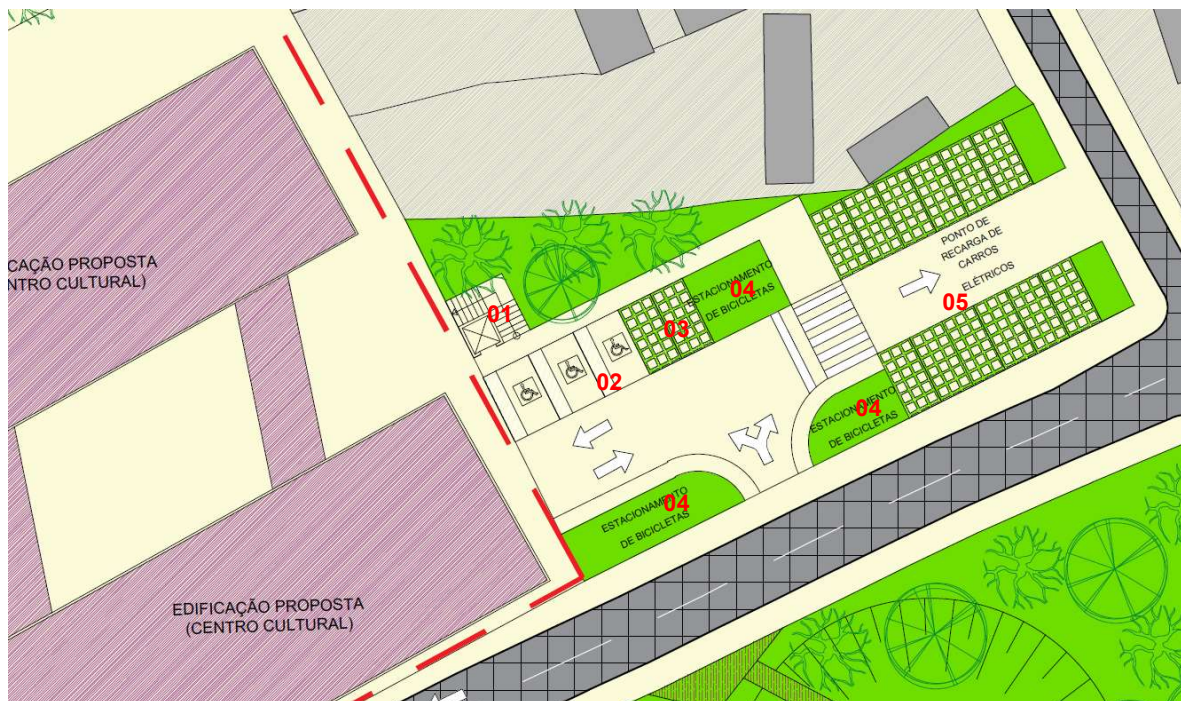 CAÇÃO PROPOSTA
NTRO CULTURAL)
EDIFICAÇÃO PROPOSTA
(CENTRO CULTURAL)
01
02
03
ESTACIONAMENTO
DE BICICLETAS
04
PONTO DE
RECARGA DE
CARROS
ELÉTRICOS
05
ESTACIONAMENTO
DE BICICLETAS
04
ESTACIONAMENTO
DE BICICLETAS
04